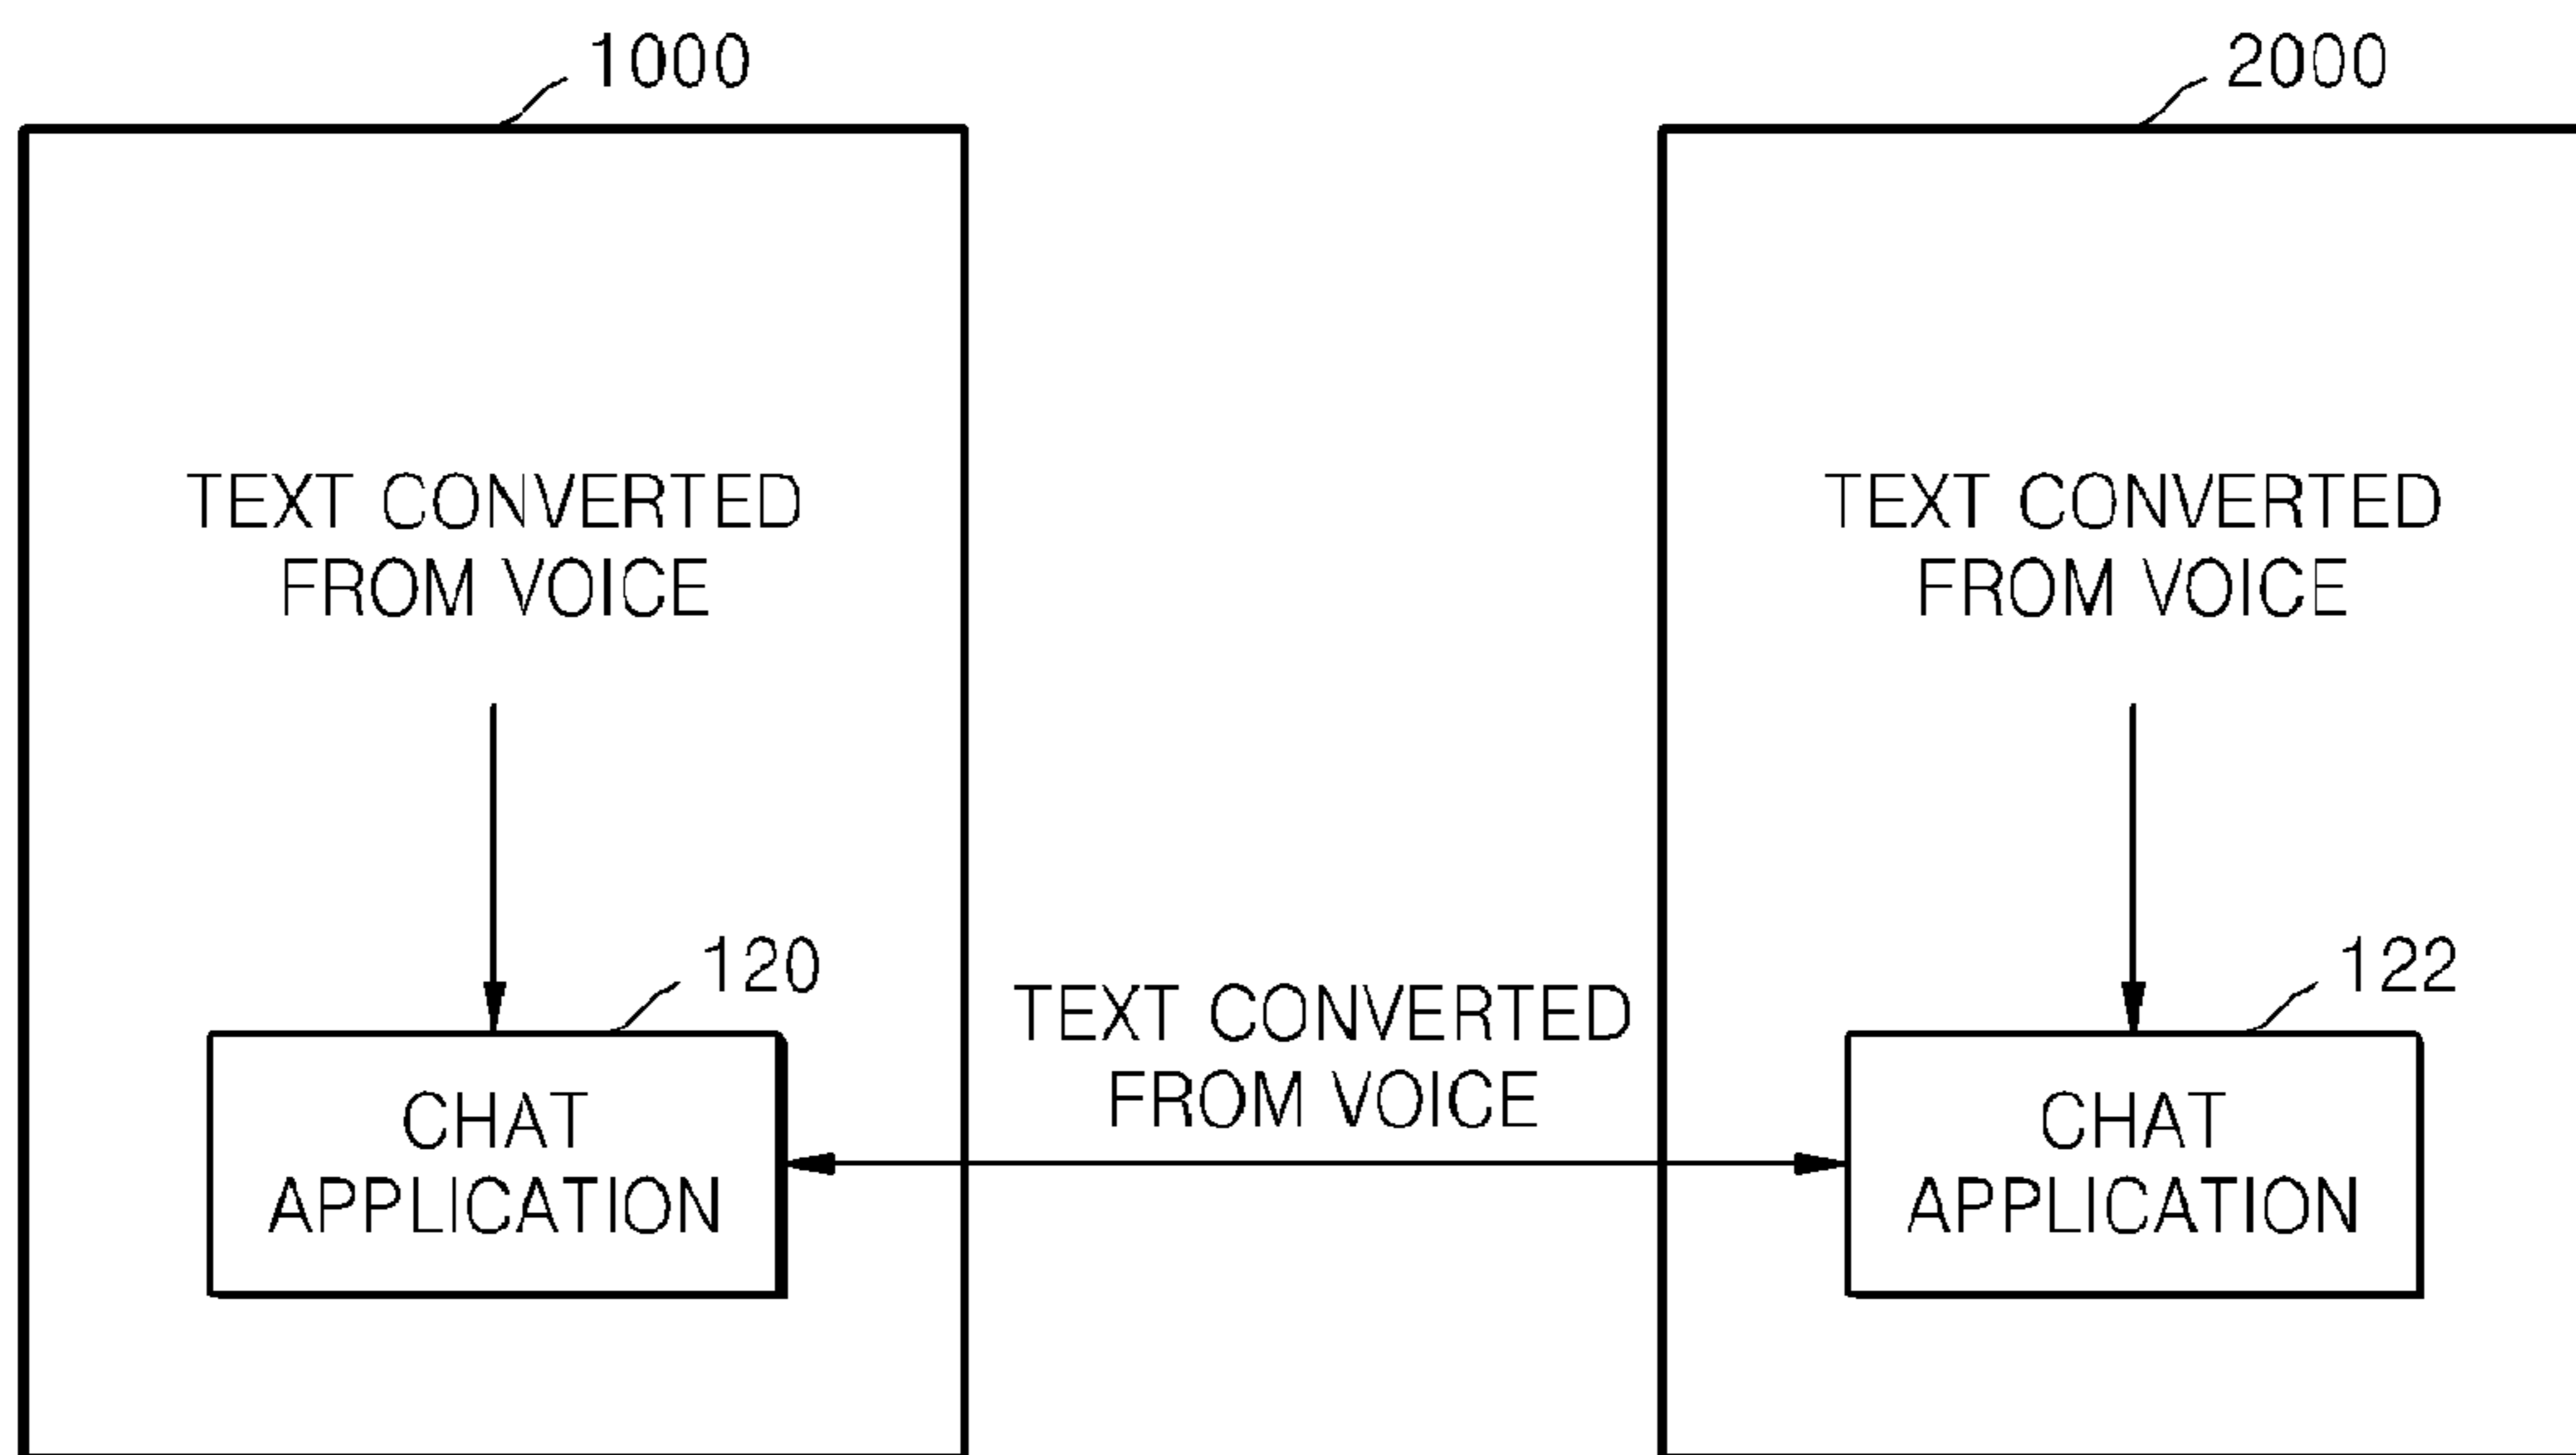 1000
2000
TEXT CONVERTED
FROM VOICE
TEXT CONVERTED
FROM VOICE
120
122
TEXT CONVERTED
FROM VOICE
CHAT
APPLICATION
CHAT
APPLICATION